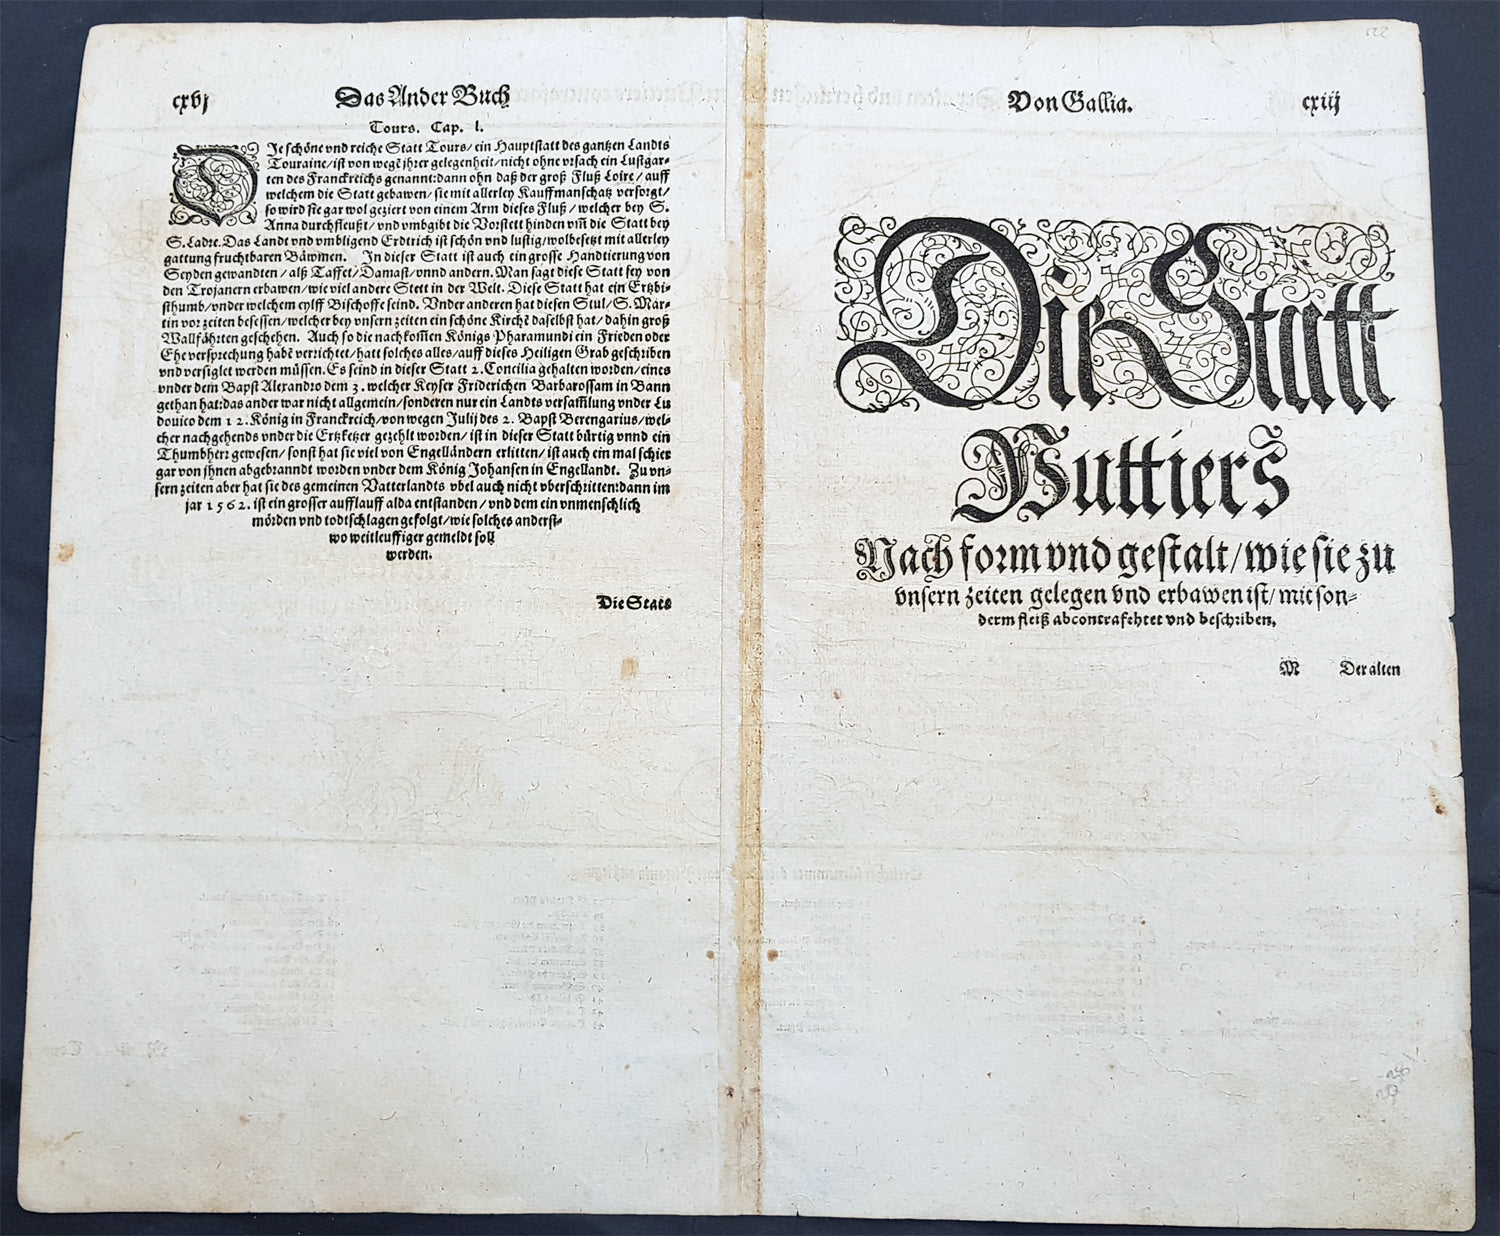 cxvj
Das Ander Buch
Tours. Cap. l.
DJe schöne vnd reiche Statt Tours/ ein Hauptstatt des gantzen Landts
Touraine/ ist von wegē jhrer gelegenheit/ nicht ohne vrsach ein Lustgar-
ten des Franckreichs genannt: dann ohn daß der groß Fluß Loire/ auff
welchem die Statt gebawen/ sie mit allerley Kauffmanschatz versorgt/
so wird sie gar wol geziert von einem Arm dieses Fluß/ welcher bey S.
Anna durchfleußt/ vnd vmbgibt die Vorstett hinden vm̄ die Statt bey
S. Ladre. Das Landt vnd vmbligend Erdtrich ist schön vnd lustig/ wolbesetzt mit allerley
gattung fruchtbaren Bäwmen. Jn dieser Statt ist auch ein grosse Handtierung von
Seyden gewandten/ alß Taffet/ Damast/ vnnd andern. Man sagt diese Statt sey von
den Trojanern erbawen/ wie viel andere Stett in der Welt. Diese Statt hat ein Ertzbi-
sthumb/ vnder welchem eylff Bischoffe seind. Vnder anderen hat diesen Stul/ S. Mar-
tin vor zeiten besessen/ welcher bey vnsern zeiten ein schöne Kirchē daselbst hat/ dahin groß
Wallfährten geschehen. Auch so die nachkom̄en Königs Pharamundi ein Frieden oder
Ehe versprechung habē verrichtet/ hatt solches alles/ auff dieses Heiligen Grab geschriben
vnd versiglet werden müssen. Es seind in dieser Statt 2. Concilia gehalten worden/ eines
vnder dem Bapst Alexandro dem 3. welcher Keyser Friderichen Barbarossam in Bann
gethan hat: das ander war nicht allgemein/ sonderen nur ein Landts versam̄lung vnder Lu
douico dem 12. König in Franckreich/ von wegen Julij des 2. Bapst Berengarius/ wel-
cher nachgehends vnder die Ertzketzer gezehlt worden/ ist in dieser Statt bürtig vnnd ein
Thumbherr gewesen/ sonst hat sie viel von Engelländern erlitten/ ist auch ein mal schier
gar von jhnen abgebranndt worden vnder dem König Johansen in Engellandt. Zu vn-
sern zeiten aber hat sie des gemeinen Vatterlandts vbel auch nicht vberschritten: dann im
jar 1562. ist ein grosser aufflauff alda entstanden/ vnd dem ein vnmenschlich
mörden vnd todtschlagen gefolgt/ wie solches anderst-
wo weitleuffiger gemeldt soll
werden.
Die Stats
Von Gallia.
cxiij
Die Statt
Wuttiers
Nach form vnd gestalt/ wie sie zu
vnsern zeiten gelegen vnd erbawen ist/ mit son-
derm fleiß abcontrafehtet vnd beschriben,
M Der alten